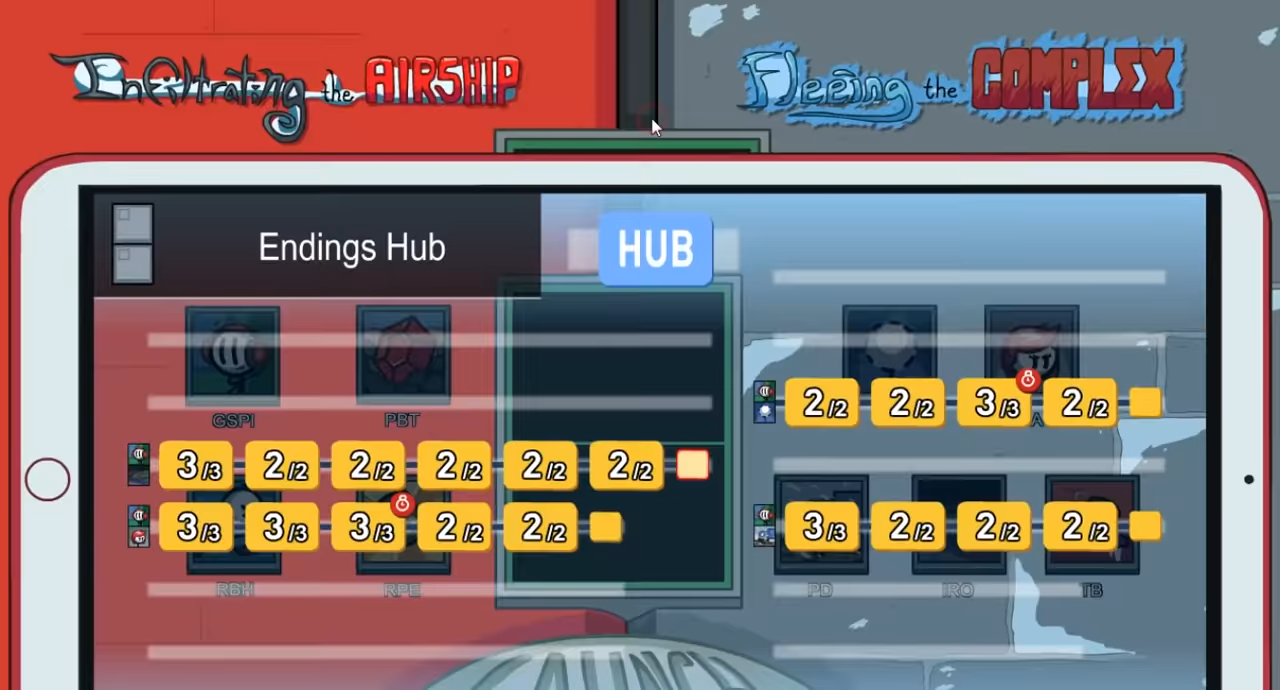 Infiltrating the AIRSHIP
Fleeing the COMPLEX
Endings Hub
HUB
GSPI PBT
2/2 2/2 3/3 2/2
3/3 2/2 2/2 2/2 2/2 2/2
3/3 3/3 3/3 2/2 2/2
3/3 2/2 2/2 2/2
RBH RPE
PD IRO TB
LAUNCH